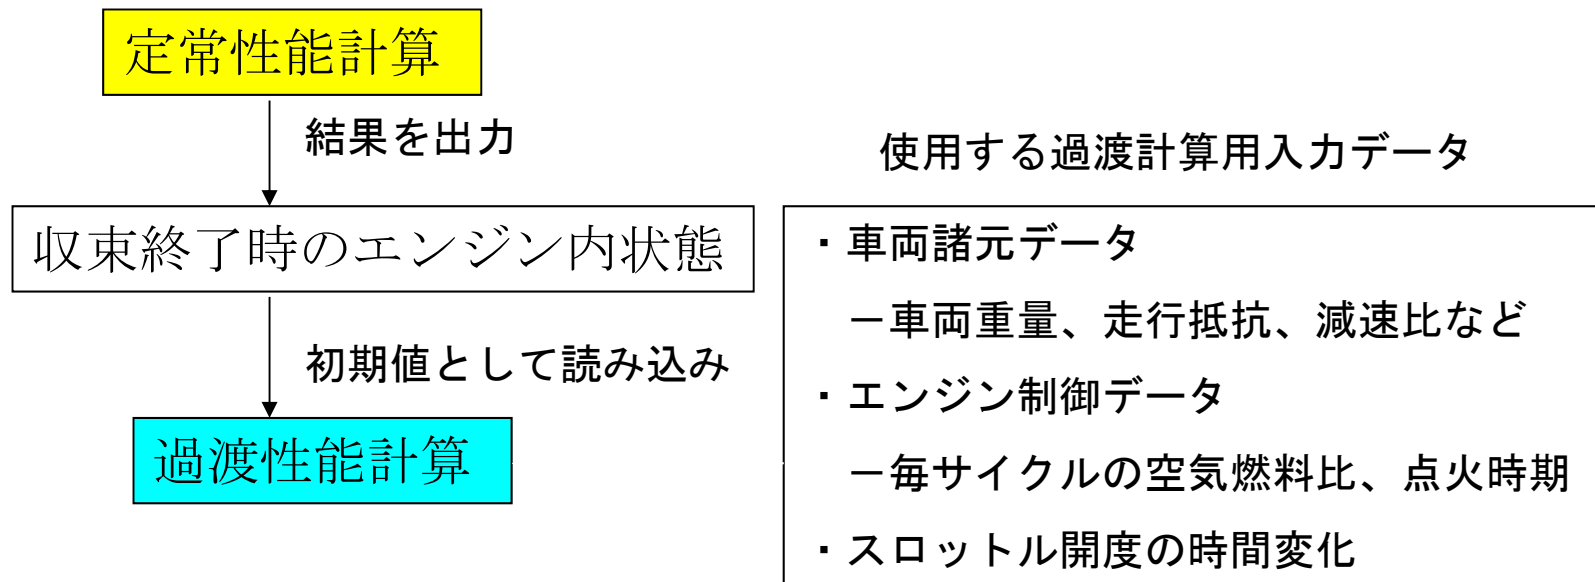 定常性能計算
結果を出力
収束終了時のエンジン内状態
初期値として読み込み
過渡性能計算
使用する過渡計算用入力データ
・車両諸元データ
－車両重量、走行抵抗、減速比など
・エンジン制御データ
－毎サイクルの空気燃料比、点火時期
・スロットル開度の時間変化